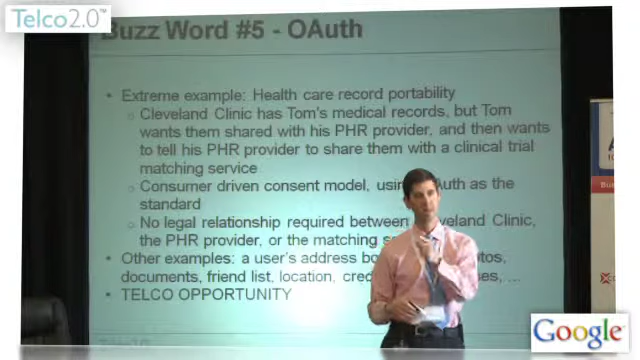 Telco2.0™
Buzz Word #5 - OAuth
Extreme example: Health care record portability
Cleveland Clinic has Tom's medical records, but Tom
wants them shared with his PHR provider, and then wants
to tell his PHR provider to share them with a clinical trial
matching service
Consumer driven consent model, using OAuth as the
standard
No legal relationship required between Cleveland Clinic,
the PHR provider, or the matching
Other examples: a user's address
documents, friend list, location,
TELCO OPPORTUNITY
Google